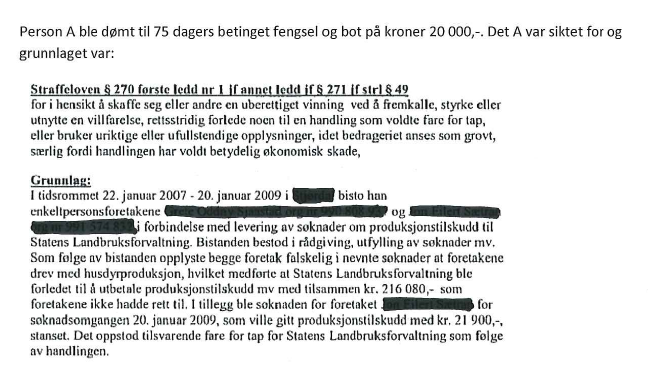 Person A ble dømt til 75 dagers betinget fengsel og bot på kroner 20 000,-. Det A var siktet for og
grunnlaget var:
Straffeloven § 270 første ledd nr 1 jf annet ledd jf § 271 jf strl § 49
for i hensikt å skaffe seg eller andre en uberettiget vinning ved å fremkalle, styrke eller
utnytte en villfarelse, rettsstridig forlede noen til en handling som voldte fare for tap,
eller bruker uriktige eller ufullstendige opplysninger, idet bedrageriet anses som grovt,
særlig fordi handlingen har voldt betydelig økonomisk skade,
Grunnlag:
I tidsrommet 22. januar 2007 - 20. januar 2009 i bisto han
enkeltpersonsforetakene og
i forbindelse med levering av søknader om produksjonstilskudd til
Statens Landbruksforvaltning. Bistanden bestod i rådgiving, utfylling av søknader mv.
Som følge av bistanden opplyste begge foretak falskelig i nevnte søknader at foretakene
drev med husdyrproduksjon, hvilket medførte at Statens Landbruksforvaltning ble
forledet til å utbetale produksjonstilskudd mv med tilsammen kr. 216 080,- som
foretakene ikke hadde rett til. I tillegg ble søknaden for foretaket for
søknadsomgangen 20. januar 2009, som ville gitt produksjonstilskudd med kr. 21 900,-,
stanset. Det oppstod tilsvarende fare for tap for Statens Landbruksforvaltning som følge
av handlingen.